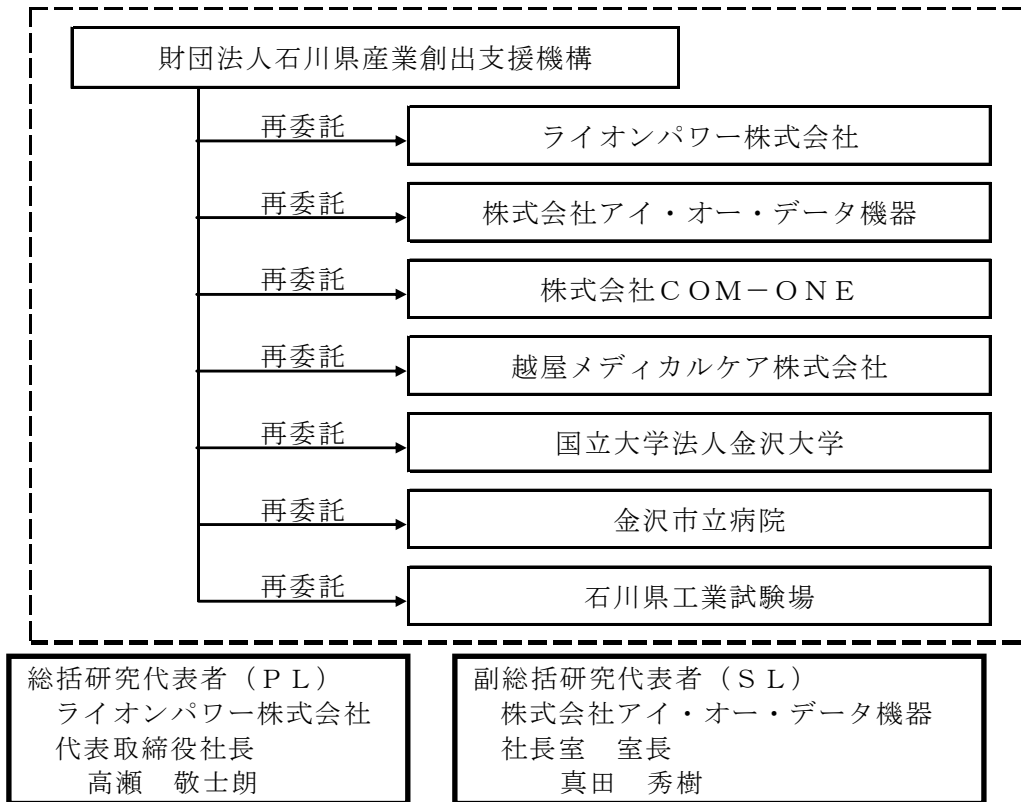 財団法人石川県産業創出支援機構
再委託
ライオンパワー株式会社
再委託
株式会社アイ・オー・データ機器
再委託
株式会社ＣＯＭ－ＯＮＥ
再委託
越屋メディカルケア株式会社
再委託
国立大学法人金沢大学
再委託
金沢市立病院
再委託
石川県工業試験場
総括研究代表者（ＰＬ）
ライオンパワー株式会社
代表取締役社長
高瀬　敬士朗
副総括研究代表者（ＳＬ）
株式会社アイ・オー・データ機器
社長室　室長
真田　秀樹